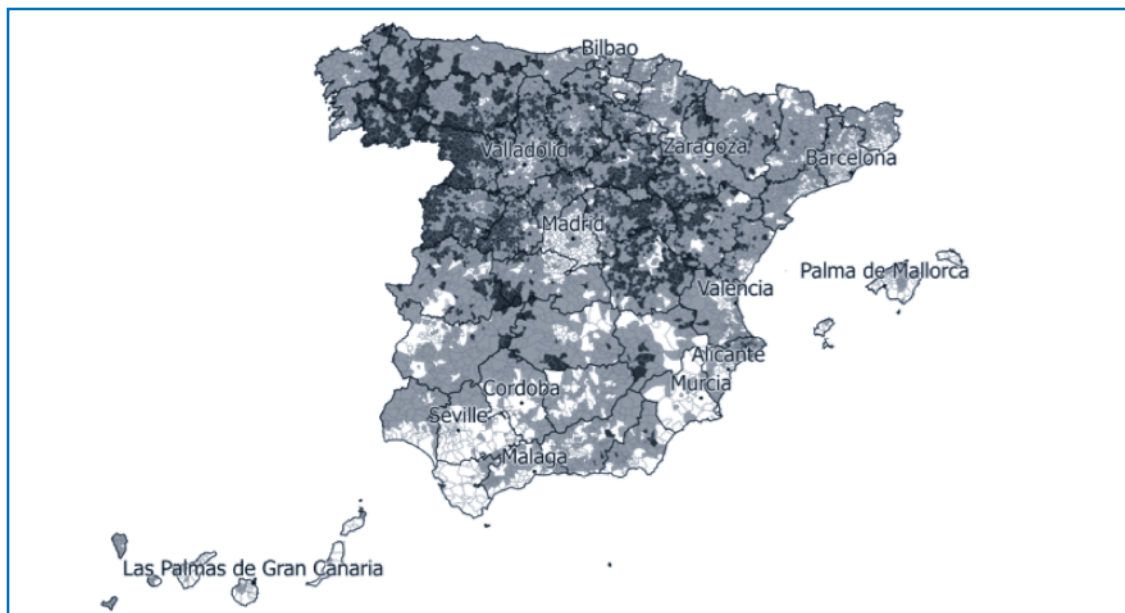 Bilbao
Valladolid
Zaragoza
Barcelona
Madrid
Palma de Mallorca
Valencia
Alicante
Murcia
Cordoba
Seville
Malaga
Las Palmas de Gran Canaria